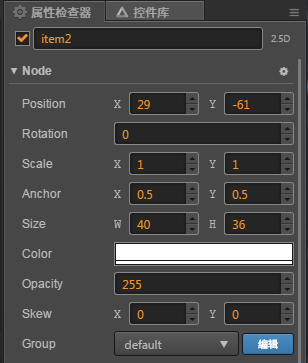 属性检查器 控件库
item2 2.5D
Node
Position X 29 Y -61
Rotation 0
Scale X 1 Y 1
Anchor X 0.5 Y 0.5
Size W 40 H 36
Color
Opacity 255
Skew X 0 Y 0
Group default 编辑